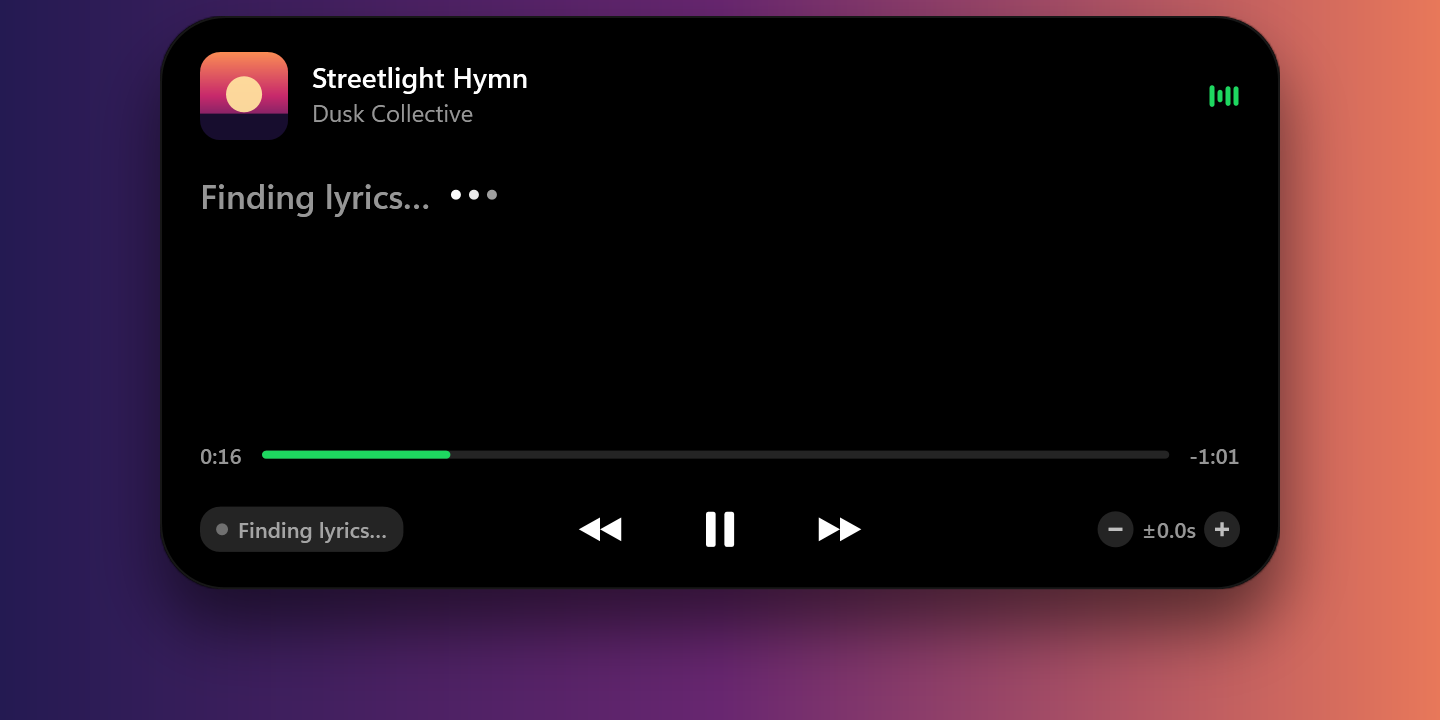 Streetlight Hymn
Dusk Collective
Finding lyrics...
0:16
-1:01
Finding lyrics...
±0.0s